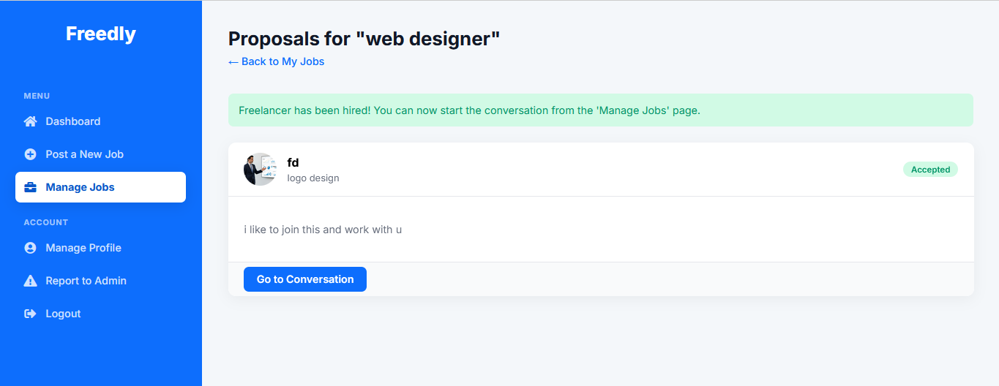 Freedly
MENU
Dashboard
Post a New Job
Manage Jobs
ACCOUNT
Manage Profile
Report to Admin
Logout
Proposals for "web designer"
← Back to My Jobs
Freelancer has been hired! You can now start the conversation from the 'Manage Jobs' page.
fd
logo design
Accepted
i like to join this and work with u
Go to Conversation